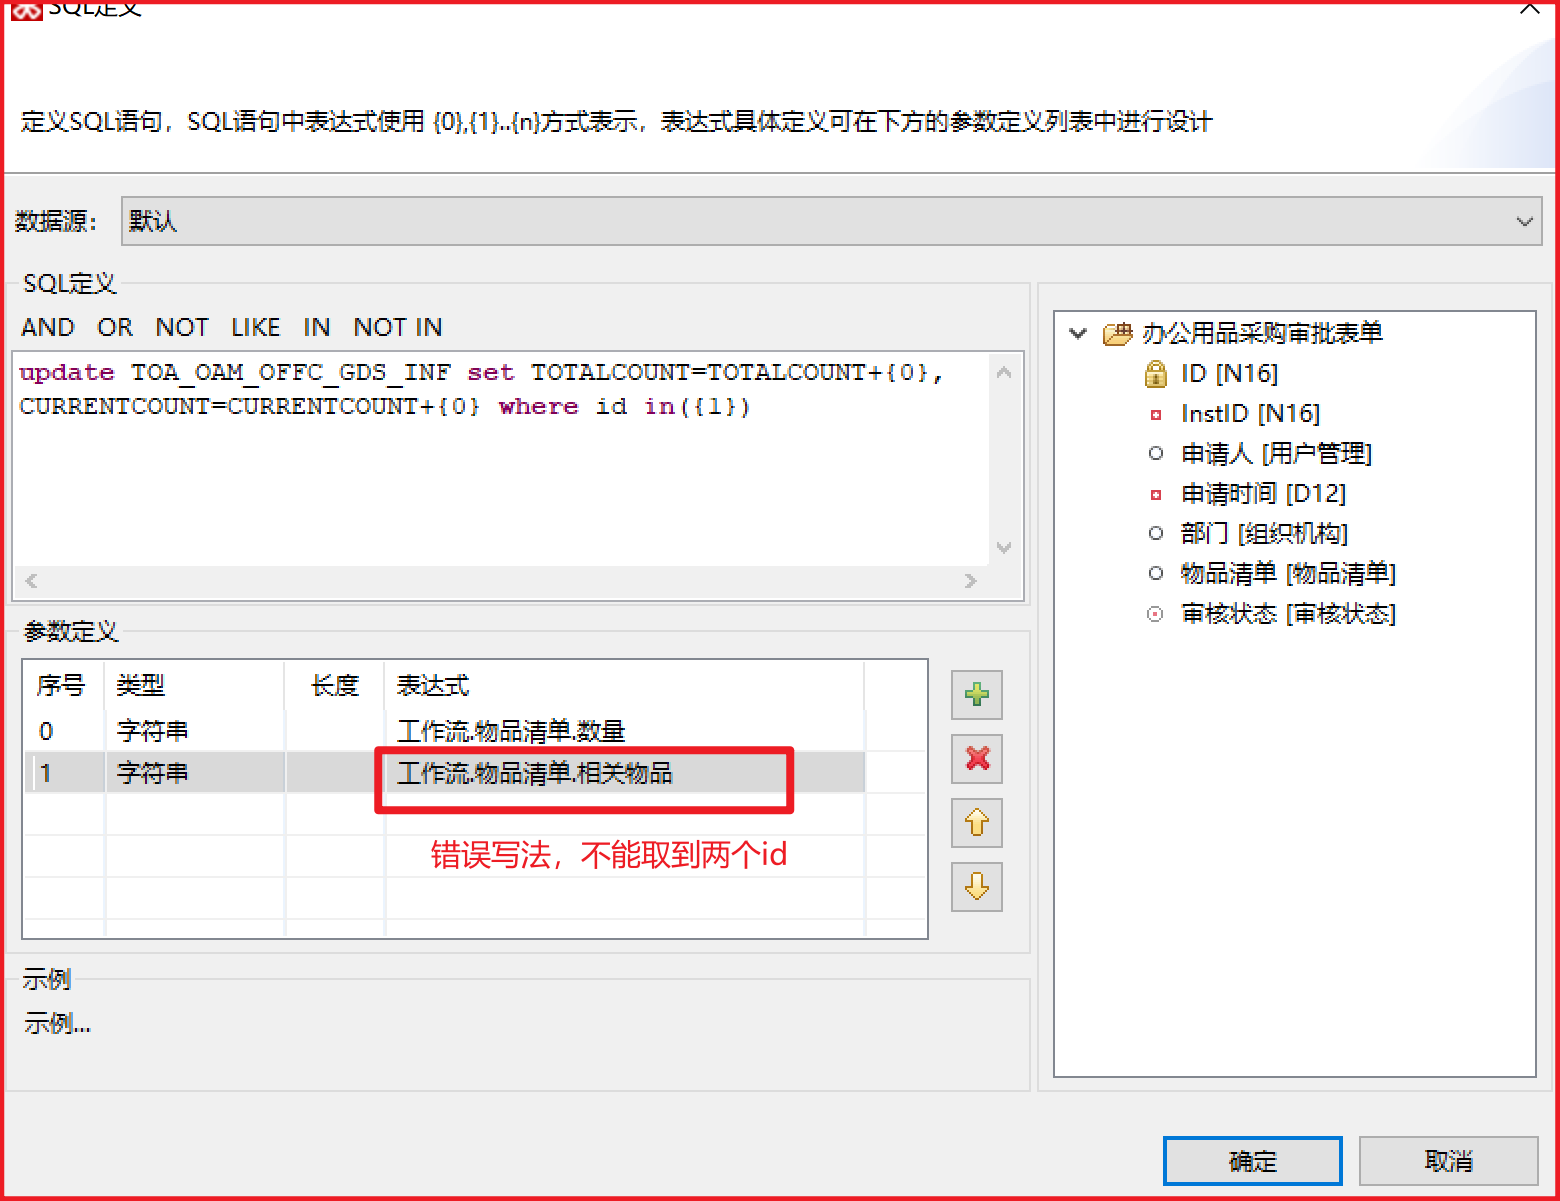 SQL定义
定义SQL语句，SQL语句中表达式使用 {0},{1}..{n}方式表示，表达式具体定义可在下方的参数定义列表中进行设计
数据源：
默认
SQL定义
AND OR NOT LIKE IN NOT IN
update TOA_OAM_OFFC_GDS_INF set TOTALCOUNT=TOTALCOUNT+{0},
CURRENTCOUNT=CURRENTCOUNT+{0} where id in({1})
参数定义
序号 类型 长度 表达式
0 字符串 工作流.物品清单.数量
1 字符串 工作流.物品清单.相关物品
错误写法，不能取到两个id
示例
示例...
办公用品采购审批表单
ID [N16]
InstID [N16]
申请人 [用户管理]
申请时间 [D12]
部门 [组织机构]
物品清单 [物品清单]
审核状态 [审核状态]
确定
取消